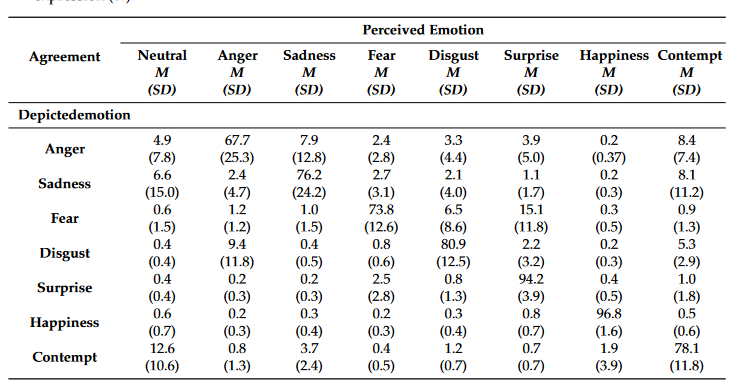 Perceived Emotion
Agreement Neutral Anger Sadness Fear Disgust Surprise Happiness Contempt
M M M M M M M M
(SD) (SD) (SD) (SD) (SD) (SD) (SD) (SD)
Depictedemotion
Anger 4.9 67.7 7.9 2.4 3.3 3.9 0.2 8.4
(7.8) (25.3) (12.8) (2.8) (4.4) (5.0) (0.37) (7.4)
Sadness 6.6 2.4 76.2 2.7 2.1 1.1 0.2 8.1
(15.0) (4.7) (24.2) (3.1) (4.0) (1.7) (0.3) (11.2)
Fear 0.6 1.2 1.0 73.8 6.5 15.1 0.3 0.9
(1.5) (1.2) (1.5) (12.6) (8.6) (11.8) (0.5) (1.3)
Disgust 0.4 9.4 0.4 0.8 80.9 2.2 0.2 5.3
(0.4) (11.8) (0.5) (0.6) (12.5) (3.2) (0.3) (2.9)
Surprise 0.4 0.2 0.2 2.5 0.8 94.2 0.4 1.0
(0.4) (0.3) (0.3) (2.8) (1.3) (3.9) (0.5) (1.8)
Happiness 0.6 0.2 0.3 0.2 0.3 0.8 96.8 0.5
(0.7) (0.3) (0.4) (0.3) (0.4) (0.7) (1.6) (0.6)
Contempt 12.6 0.8 3.7 0.4 1.2 0.7 1.9 78.1
(10.6) (1.3) (2.4) (0.5) (0.7) (0.7) (3.9) (11.8)